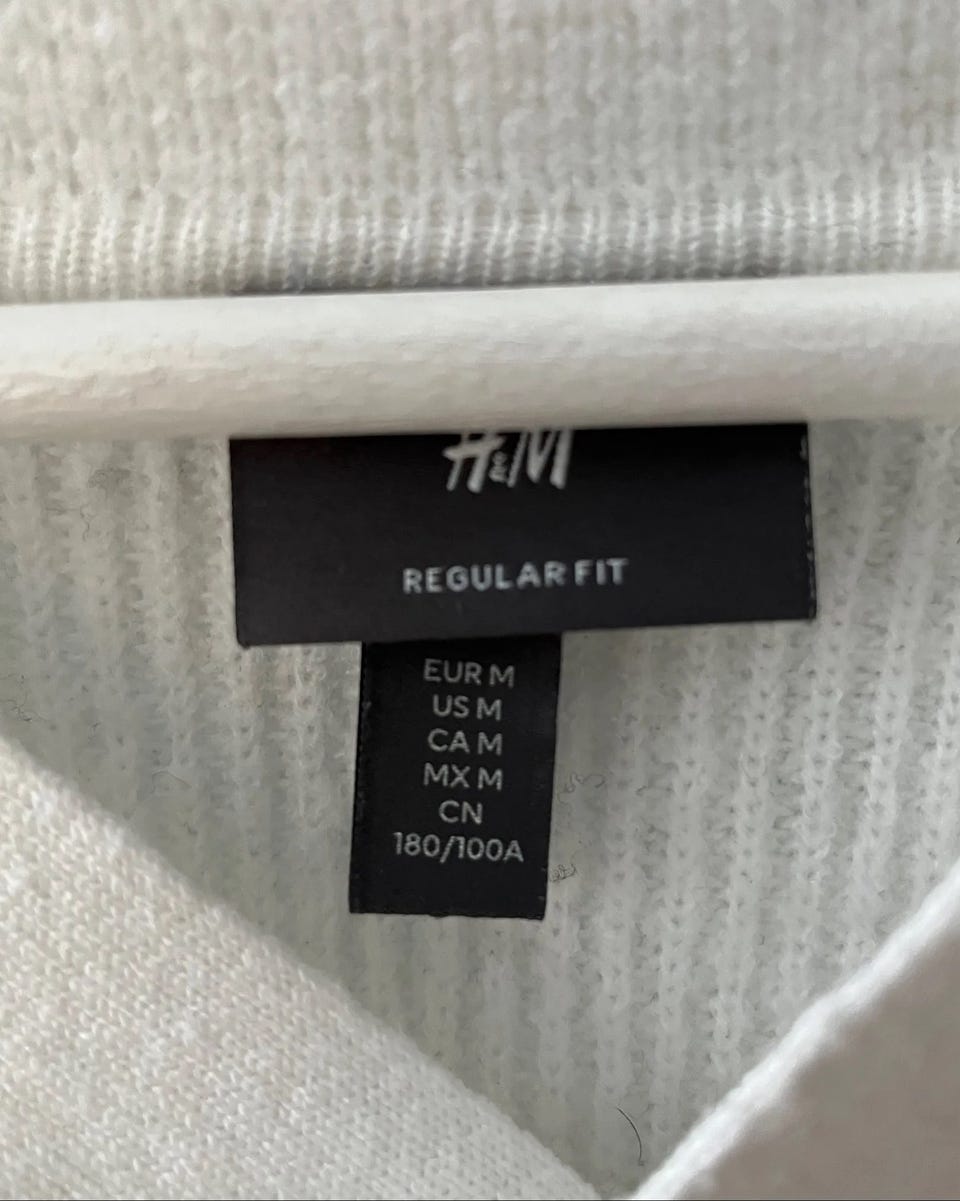 H&M
REGULAR FIT
EUR M
US M
CA M
MX M
CN
180/100A